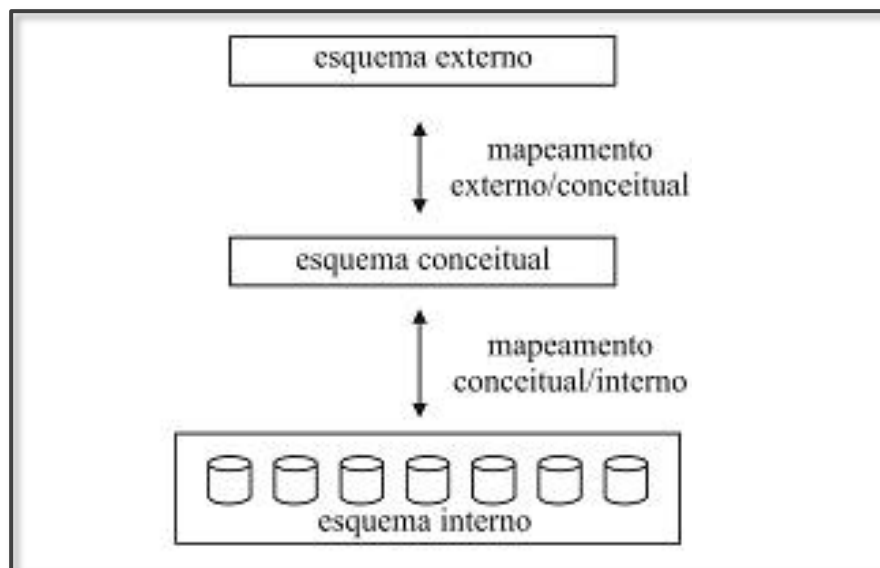 esquema externo
mapeamento
externo/conceitual
esquema conceitual
mapeamento
conceitual/interno
esquema interno